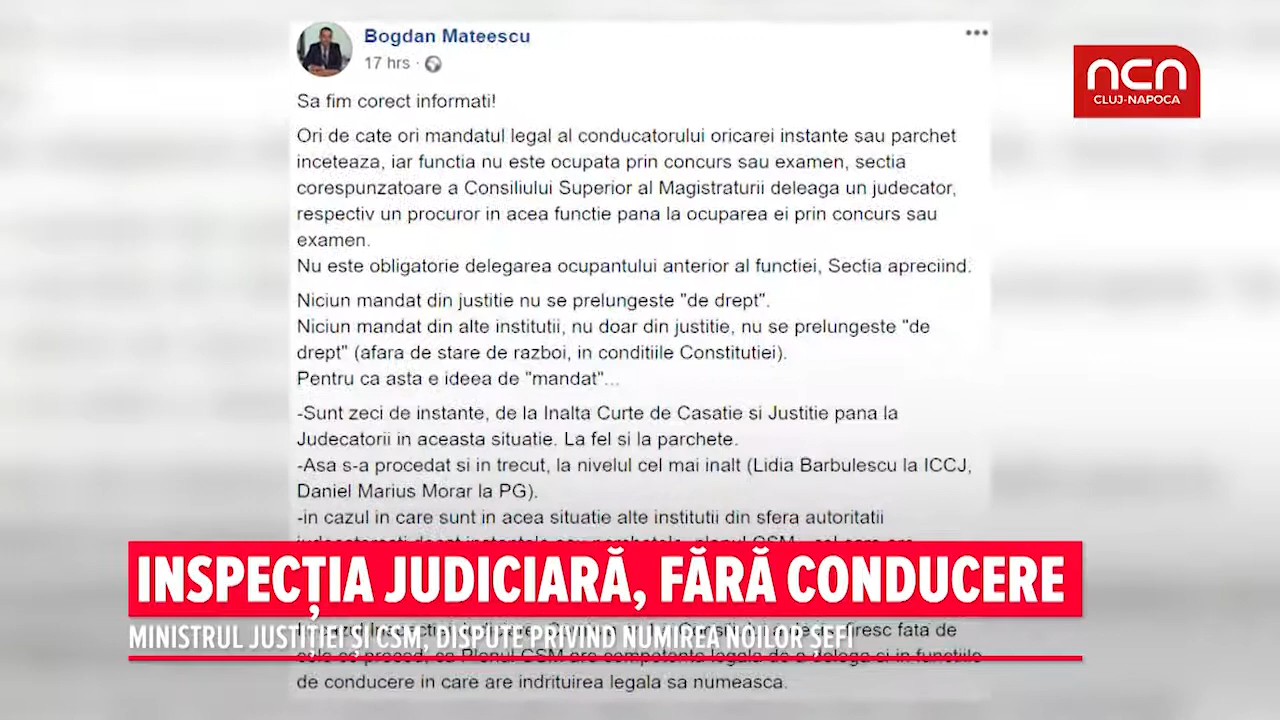 Bogdan Mateescu
17 hrs ·
ncn
CLUJ-NAPOCA
Sa fim corect informati!
Ori de cate ori mandatul legal al conducatorului oricarei instante sau parchet
inceteaza, iar functia nu este ocupata prin concurs sau examen, sectia
corespunzatoare a Consiliului Superior al Magistraturii deleaga un judecator,
respectiv un procuror in acea functie pana la ocuparea ei prin concurs sau
examen.
Nu este obligatorie delegarea ocupantului anterior al functiei, Sectia apreciind.
Niciun mandat din justitie nu se prelungeste "de drept".
Niciun mandat din alte institutii, nu doar din justitie, nu se prelungeste "de
drept" (afara de stare de razboi, in conditiile Constitutiei).
Pentru ca asta e ideea de "mandat"...
-Sunt zeci de instante, de la Inalta Curte de Casatie si Justitie pana la
Judecatorii in aceasta situatie. La fel si la parchete.
-Asa s-a procedat si in trecut, la nivelul cel mai inalt (Lidia Barbulescu la ICCJ,
Daniel Marius Morar la PG).
-in cazul in care sunt in acea situatie alte institutii din sfera autoritatii
INSPECȚIA JUDICIARĂ, FĂRĂ CONDUCERE
MINISTRUL JUSTIȚIEI ȘI CSM, DISPUTE PRIVIND NUMIREA NOILOR ȘEFI
firesc fata de
de conducere in care are indrituirea legala sa numeasca.